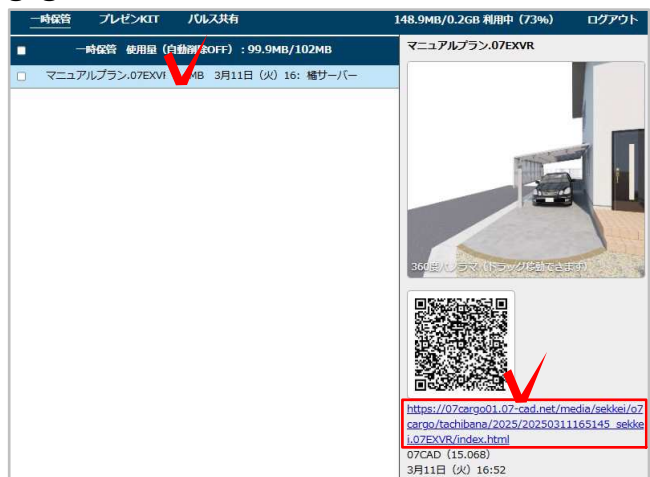 一時保管 プレゼンKIT パルス共有 148.9MB/0.2GB 利用中（73%） ログアウト
一時保管 使用量（自動削除OFF）: 99.9MB/102MB
マニュアルプラン.07EXVR
マニュアルプラン.07EXVR MB 3月11日（火）16: 橘サーバー
360度パノラマ（ドラッグ移動できます）
https://07cargo01.07-cad.net/media/sekkei/o7
cargo/tachibana/2025/20250311165145_sekke
i.07EXVR/index.html
07CAD（15.068）
3月11日（火）16:52